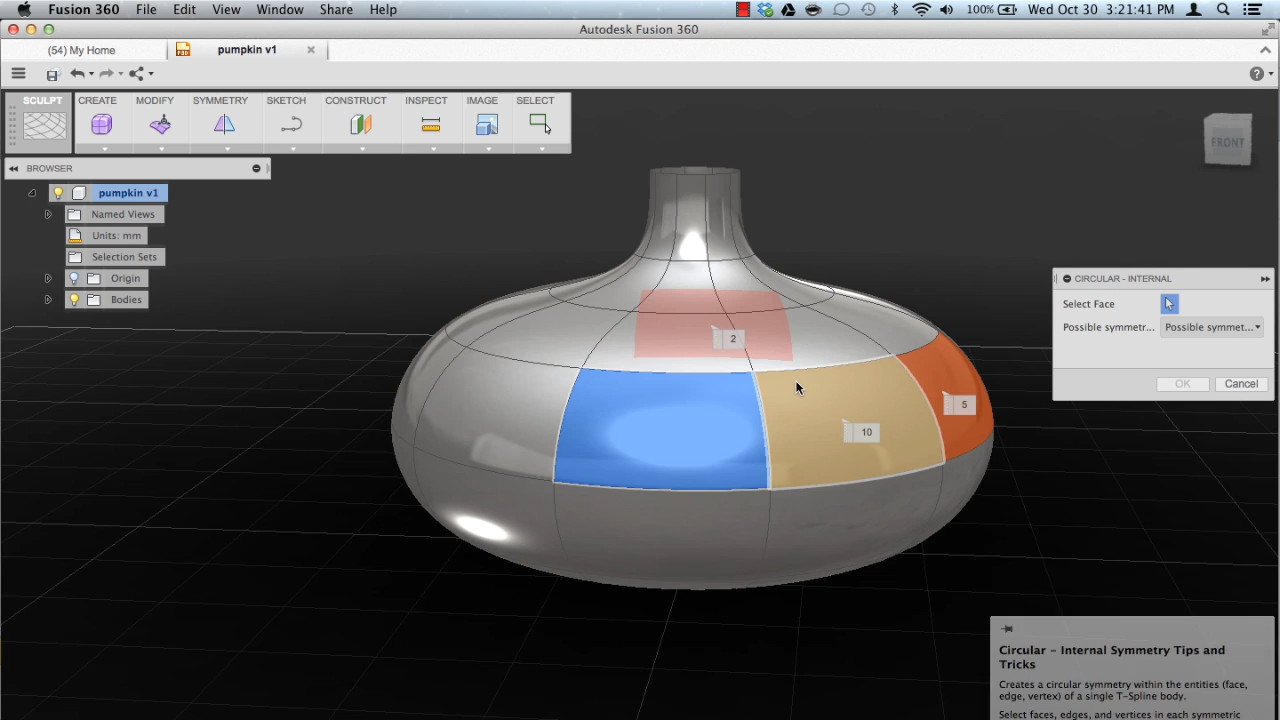 Fusion 360 File Edit View Window Share Help 100% Wed Oct 30 3:21:41 PM
Autodesk Fusion 360
(54) My Home pumpkin v1
SCULPT CREATE MODIFY SYMMETRY SKETCH CONSTRUCT INSPECT IMAGE SELECT
BROWSER
pumpkin v1
Named Views
Units: mm
Selection Sets
Origin
Bodies
FRONT
2
10
5
CIRCULAR - INTERNAL
Select Face
Possible symmetr... Possible symmet...
OK Cancel
Circular - Internal Symmetry Tips and
Tricks
Creates a circular symmetry within the entities (face,
edge, vertex) of a single T-Spline body.
Select faces, edges, and vertices in each symmetric